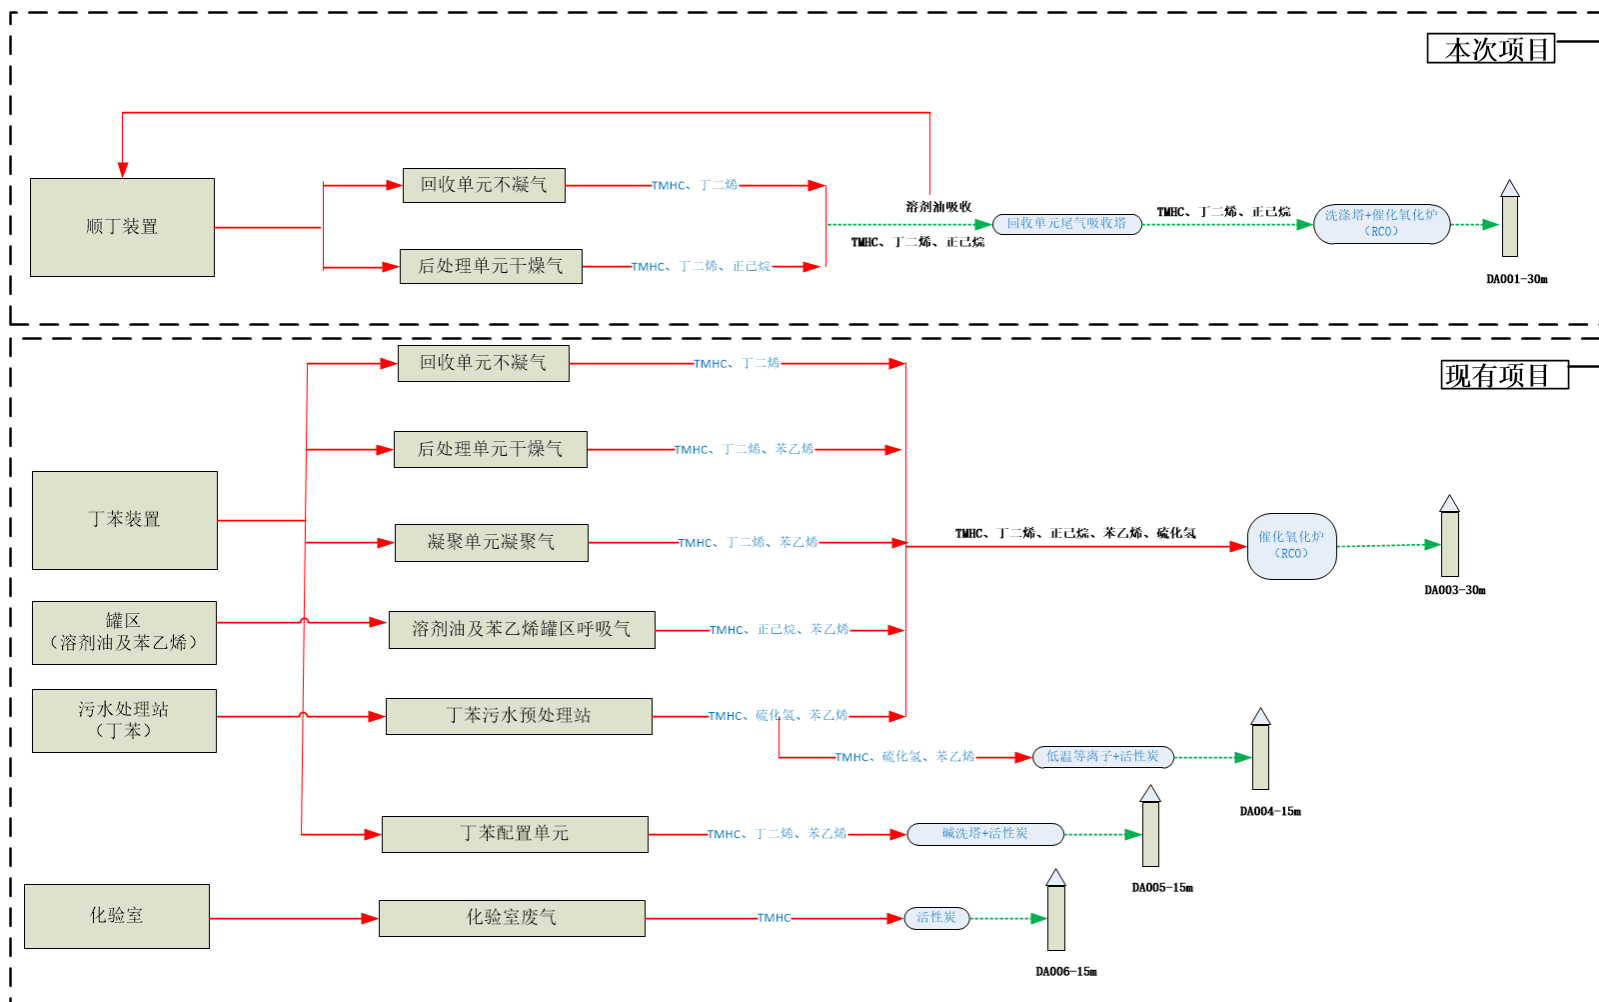 本次项目
顺丁装置
回收单元不凝气
TMHC、丁二烯
后处理单元干燥气
TMHC、丁二烯、正己烷
溶剂油吸收
TMHC、丁二烯、正己烷
回收单元尾气吸收塔
TMHC、丁二烯、正己烷
洗涤塔+催化氧化炉
（RCO）
DA001-30m
现有项目
回收单元不凝气
TMHC、丁二烯
后处理单元干燥气
TMHC、丁二烯、苯乙烯
丁苯装置
凝聚单元凝聚气
TMHC、丁二烯、苯乙烯
TMHC、丁二烯、正己烷、苯乙烯、硫化氢
催化氧化炉
（RCO）
DA003-30m
罐区
（溶剂油及苯乙烯）
溶剂油及苯乙烯罐区呼吸气
TMHC、正己烷、苯乙烯
污水处理站
（丁苯）
丁苯污水预处理站
TMHC、硫化氢、苯乙烯
TMHC、硫化氢、苯乙烯
低温等离子+活性炭
DA004-15m
丁苯配置单元
TMHC、丁二烯、苯乙烯
碱洗塔+活性炭
DA005-15m
化验室
化验室废气
TMHC
活性炭
DA006-15m